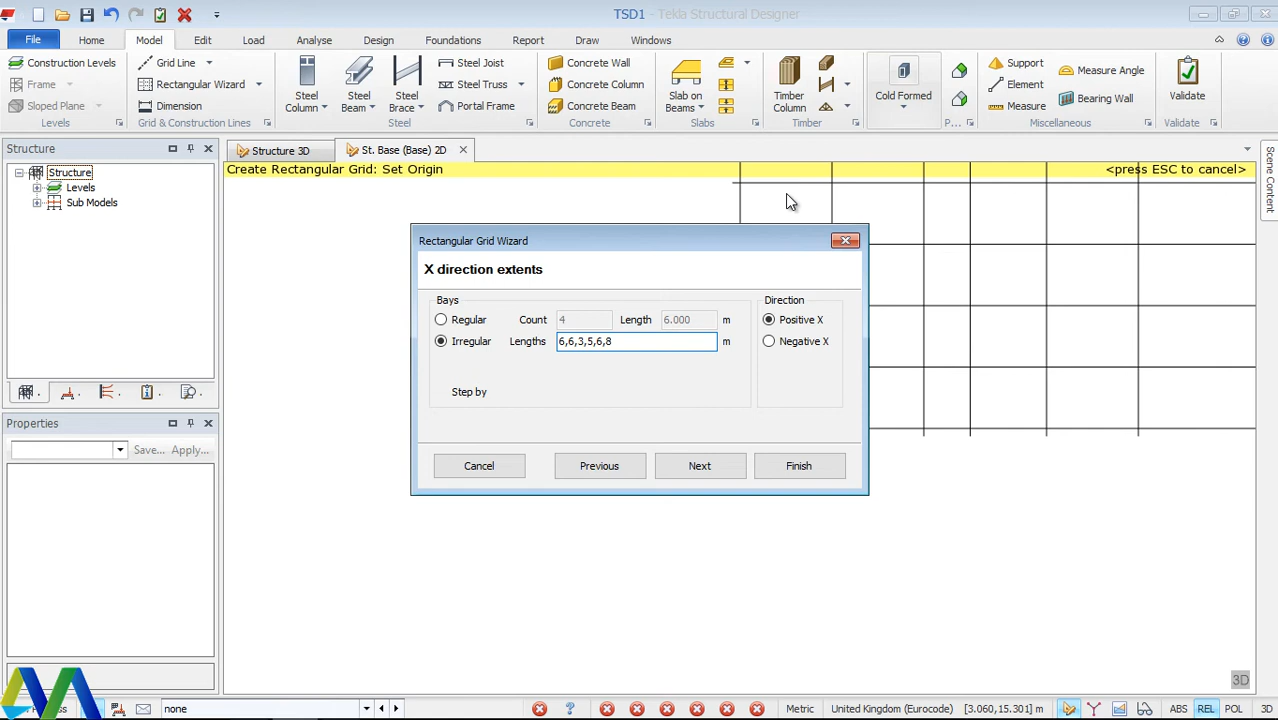 TSD1 - Tekla Structural Designer
File Home Model Edit Load Analyse Design Foundations Report Draw Windows
Construction Levels
Frame
Sloped Plane
Levels
Grid Line
Rectangular Wizard
Dimension
Grid & Construction Lines
Steel Column
Steel Beam
Steel Brace
Steel Joist
Steel Truss
Portal Frame
Steel
Concrete Wall
Concrete Column
Concrete Beam
Concrete
Slab on Beams
Slabs
Timber Column
Timber
Cold Formed
P...
Support
Element
Measure
Measure Angle
Bearing Wall
Miscellaneous
Validate
Validate
Structure
Structure
Levels
Sub Models
Structure 3D
St. Base (Base) 2D
Create Rectangular Grid: Set Origin
<press ESC to cancel>
Scene Content
Rectangular Grid Wizard
X direction extents
Bays
Direction
Regular Count 4 Length 6.000 m
Positive X
Irregular Lengths 6,6,3,5,6,8 m
Negative X
Step by
Cancel Previous Next Finish
Properties
Save... Apply...
3D
none
Metric United Kingdom (Eurocode) [3.060,15.301] m ABS REL POL 3D